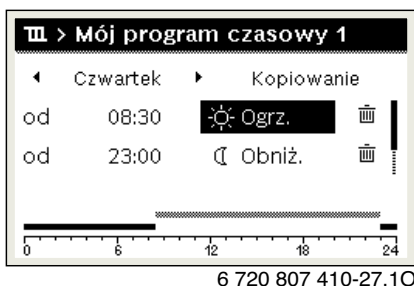 > Mój program czasowy 1
Czwartek Kopiowanie
od 08:30 Ogrz.
od 23:00 Obniż.
0 6 12 18 24
6 720 807 410-27.1O